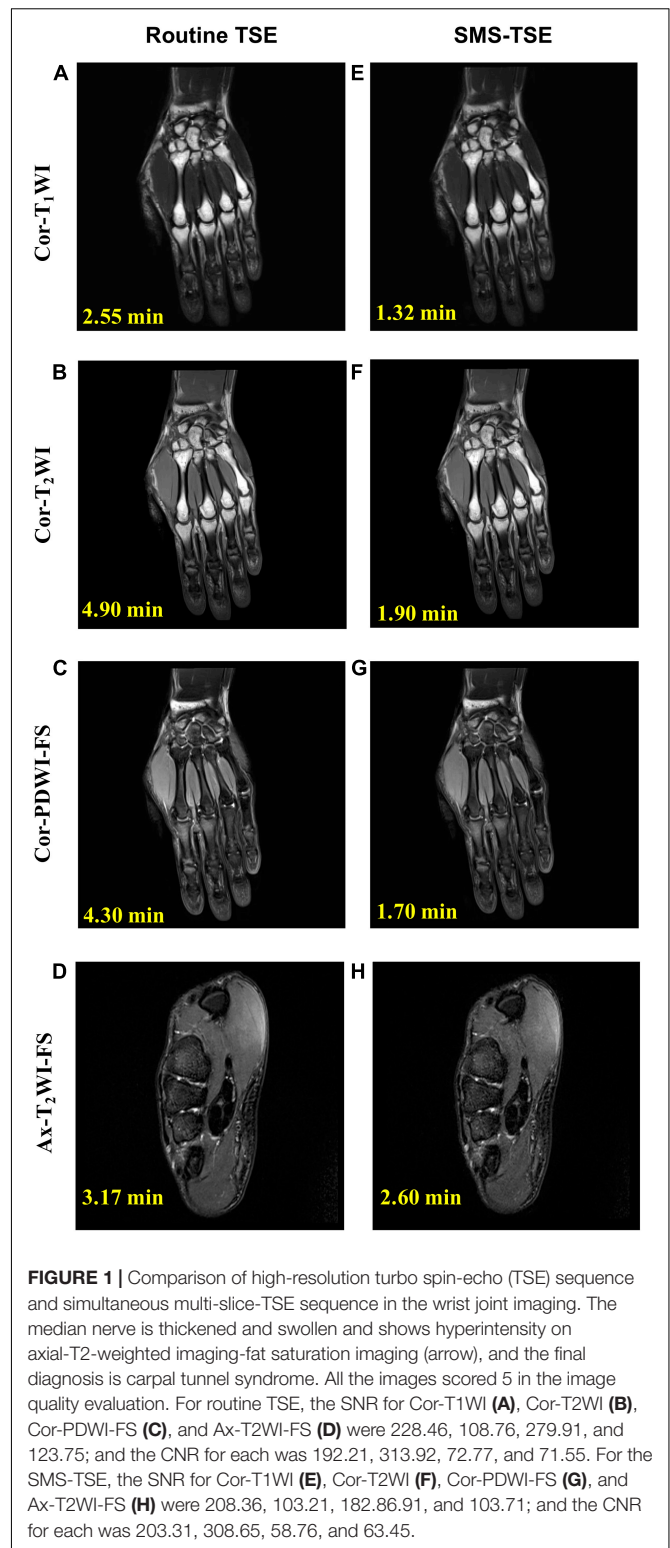 Routine TSE SMS-TSE
A E
Cor-T₁WI
2.55 min 1.32 min
B F
Cor-T₂WI
4.90 min 1.90 min
C G
Cor-PDWI-FS
4.30 min 1.70 min
D H
Ax-T₂WI-FS
3.17 min 2.60 min
FIGURE 1 | Comparison of high-resolution turbo spin-echo (TSE) sequence
and simultaneous multi-slice-TSE sequence in the wrist joint imaging. The
median nerve is thickened and swollen and shows hyperintensity on
axial-T2-weighted imaging-fat saturation imaging (arrow), and the final
diagnosis is carpal tunnel syndrome. All the images scored 5 in the image
quality evaluation. For routine TSE, the SNR for Cor-T1WI (A), Cor-T2WI (B),
Cor-PDWI-FS (C), and Ax-T2WI-FS (D) were 228.46, 108.76, 279.91, and
123.75; and the CNR for each was 192.21, 313.92, 72.77, and 71.55. For the
SMS-TSE, the SNR for Cor-T1WI (E), Cor-T2WI (F), Cor-PDWI-FS (G), and
Ax-T2WI-FS (H) were 208.36, 103.21, 182.86.91, and 103.71; and the CNR
for each was 203.31, 308.65, 58.76, and 63.45.